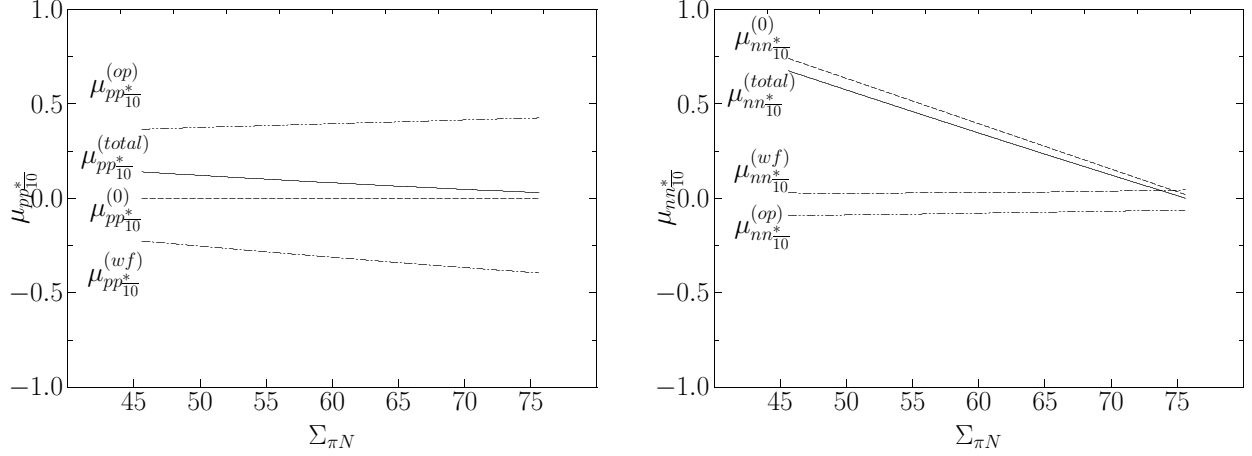 1.0
0.5
0.0
−0.5
−1.0
μ_{pp^*_{\overline{10}}}
μ^{(op)}_{pp^*_{\overline{10}}}
μ^{(total)}_{pp^*_{\overline{10}}}
μ^{(0)}_{pp^*_{\overline{10}}}
μ^{(wf)}_{pp^*_{\overline{10}}}
45 50 55 60 65 70 75
Σ_{πN}
1.0
0.5
0.0
−0.5
−1.0
μ_{nn^*_{\overline{10}}}
μ^{(0)}_{nn^*_{\overline{10}}}
μ^{(total)}_{nn^*_{\overline{10}}}
μ^{(wf)}_{nn^*_{\overline{10}}}
μ^{(op)}_{nn^*_{\overline{10}}}
45 50 55 60 65 70 75
Σ_{πN}